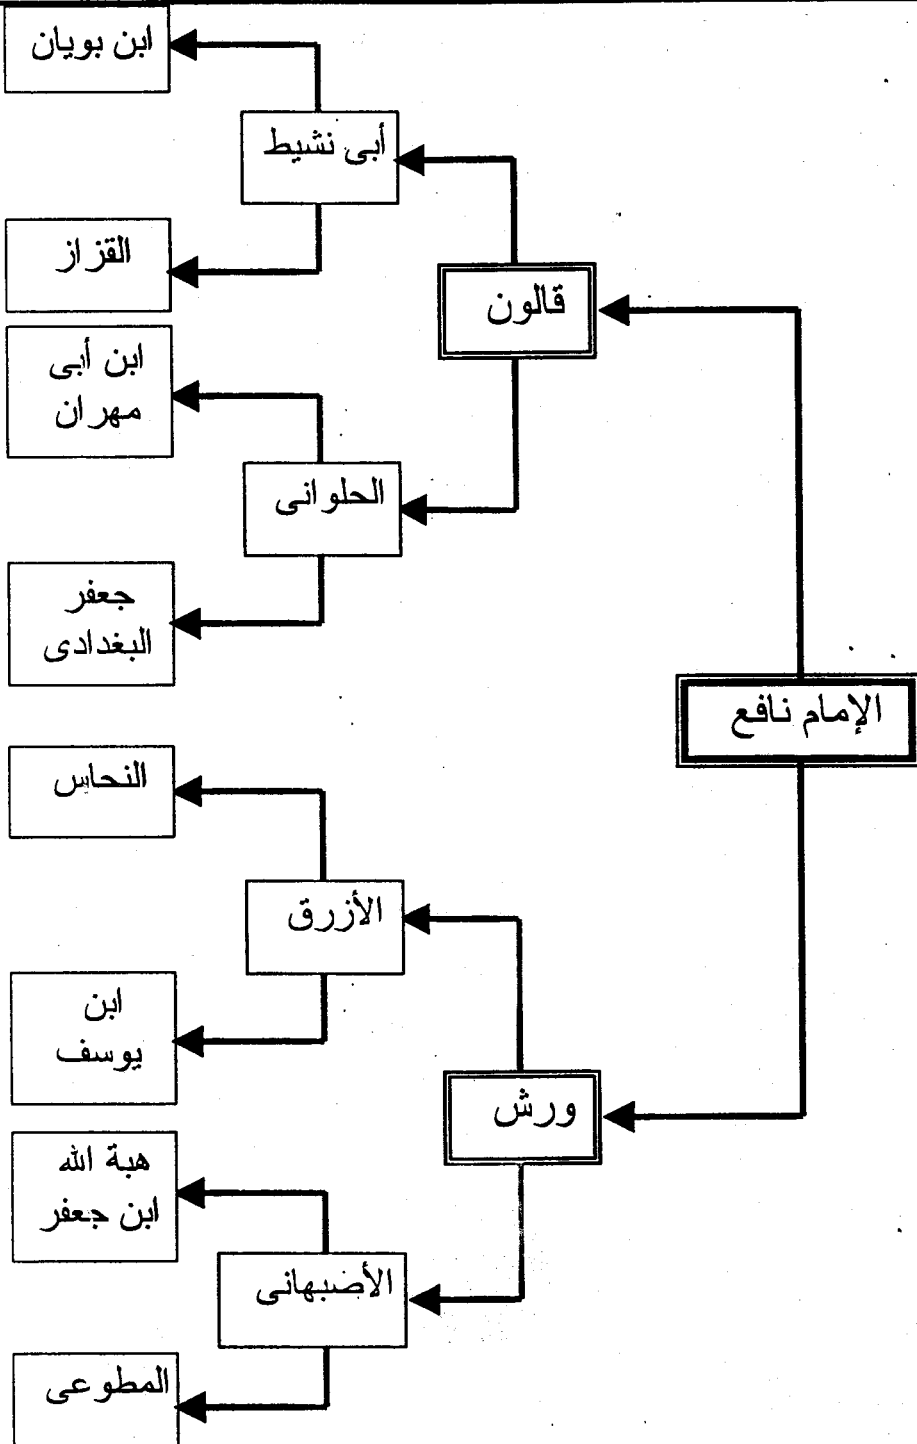 الإمام نافع
قالون
أبى نشيط
ابن بويان
القزاز
الحلوانى
ابن أبى
مهران
جعفر
البغدادى
ورش
الأزرق
النحاس
ابن
يوسف
الأضبهانى
هبة الله
ابن جعفر
المطوعى